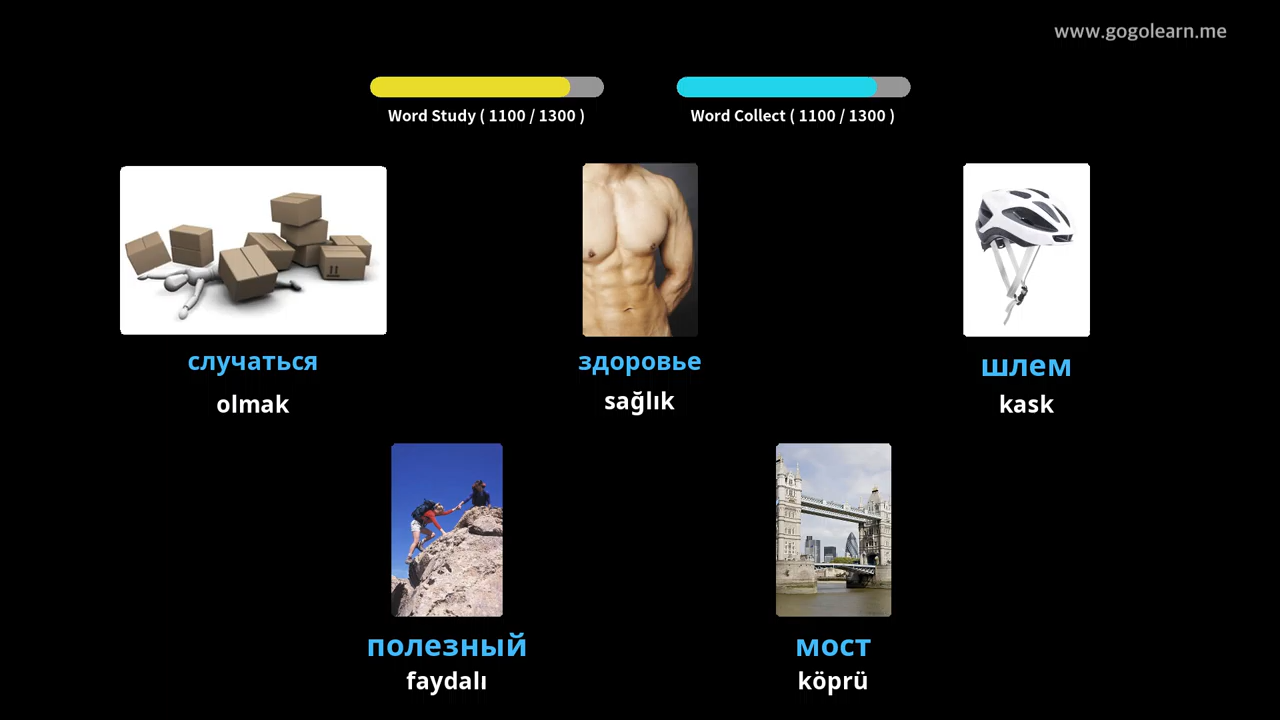 www.gogolearn.me
Word Study ( 1100 / 1300 )
Word Collect ( 1100 / 1300 )
случаться
olmak
здоровье
sağlık
шлем
kask
полезный
faydalı
мост
köprü